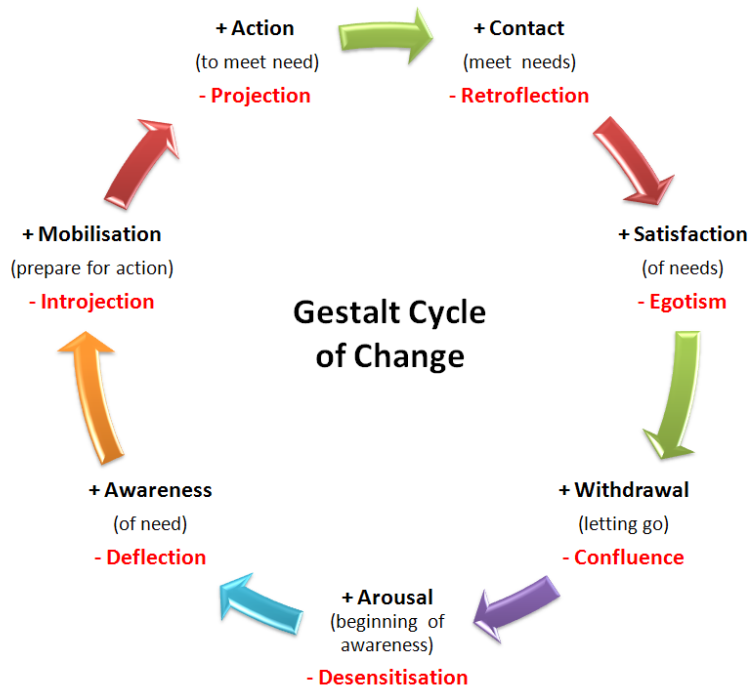 + Action
(to meet need)
- Projection
+ Contact
(meet needs)
- Retroflection
+ Satisfaction
(of needs)
- Egotism
+ Withdrawal
(letting go)
- Confluence
+ Arousal
(beginning of
awareness)
- Desensitisation
+ Awareness
(of need)
- Deflection
+ Mobilisation
(prepare for action)
- Introjection
Gestalt Cycle
of Change